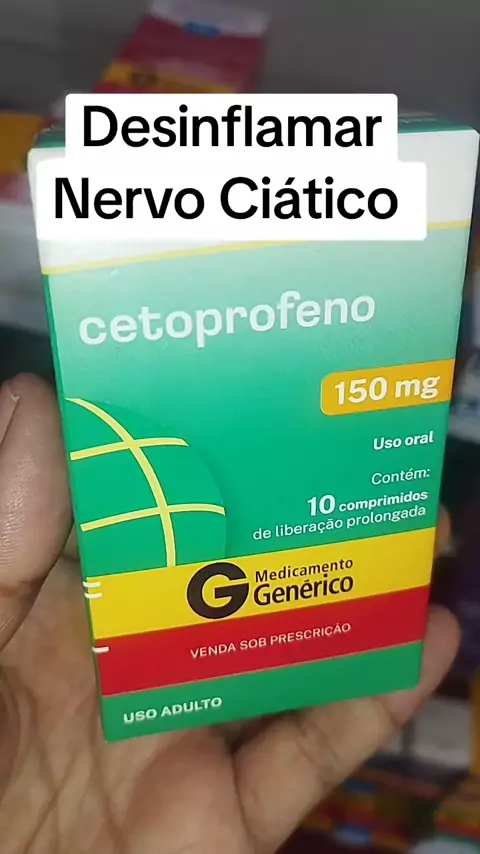 Desinflamar
Nervo Ciático
cetoprofeno
150 mg
Uso oral
Contém:
10 comprimidos
de liberação prolongada
G Medicamento
Genérico
VENDA SOB PRESCRIÇÃO
USO ADULTO